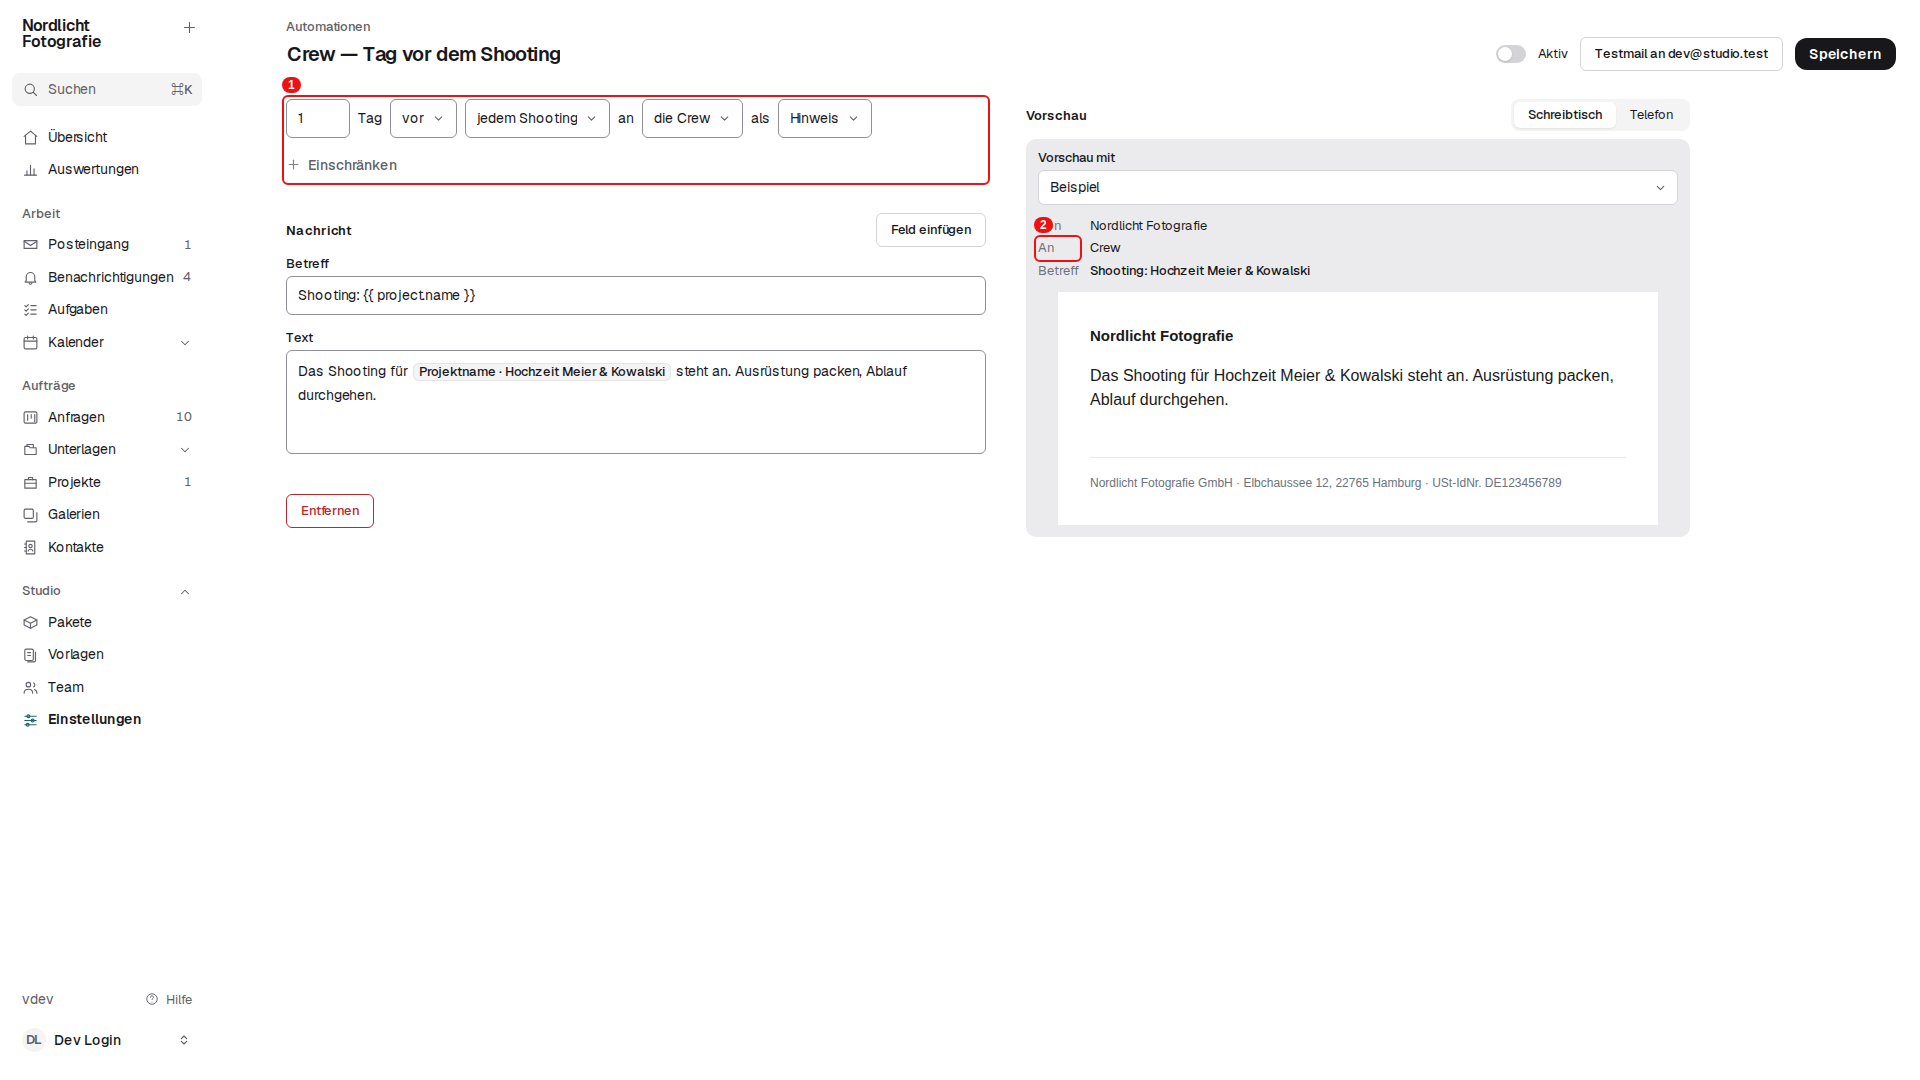 Nordlicht
Fotografie
Suchen ⌘K
Übersicht
Auswertungen
Arbeit
Posteingang 1
Benachrichtigungen 4
Aufgaben
Kalender
Aufträge
Anfragen 10
Unterlagen
Projekte 1
Galerien
Kontakte
Studio
Pakete
Vorlagen
Team
Einstellungen
vdev Hilfe
DL Dev Login
Automationen
Crew — Tag vor dem Shooting
Aktiv Testmail an dev@studio.test Speichern
1
1 Tag vor jedem Shooting an die Crew als Hinweis
Einschränken
Nachricht Feld einfügen
Betreff
Shooting: {{ project.name }}
Text
Das Shooting für Projektname · Hochzeit Meier & Kowalski steht an. Ausrüstung packen, Ablauf
durchgehen.
Entfernen
Vorschau Schreibtisch Telefon
Vorschau mit
Beispiel
2 n Nordlicht Fotografie
An Crew
Betreff Shooting: Hochzeit Meier & Kowalski
Nordlicht Fotografie
Das Shooting für Hochzeit Meier & Kowalski steht an. Ausrüstung packen,
Ablauf durchgehen.
Nordlicht Fotografie GmbH · Elbchaussee 12, 22765 Hamburg · USt-IdNr. DE123456789